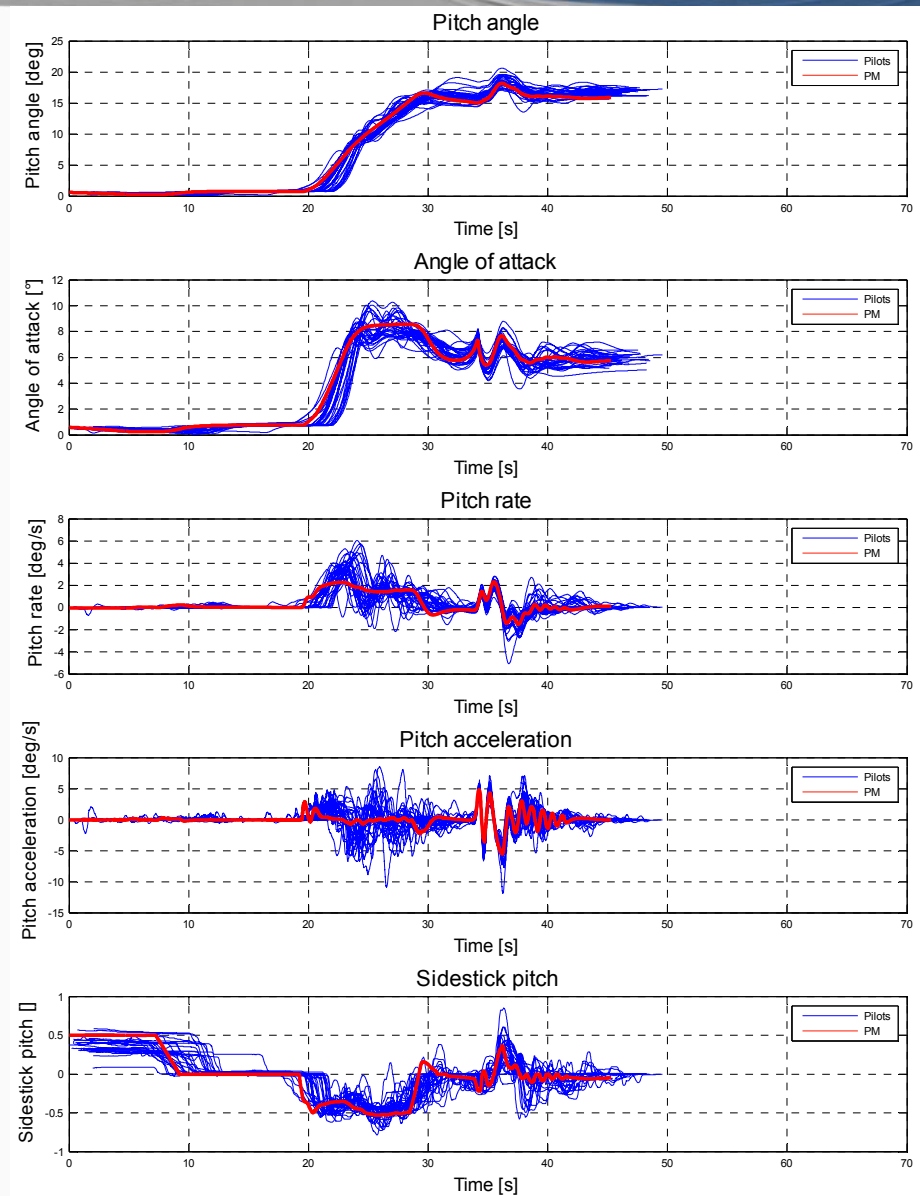 Pitch angle
Pitch angle [deg]
25
20
15
10
5
0
Pilots
PM
0 10 20 30 40 50 60 70
Time [s]
Angle of attack
Angle of attack [°]
12
10
8
6
4
2
0
Pilots
PM
0 10 20 30 40 50 60 70
Time [s]
Pitch rate
Pitch rate [deg/s]
8
6
4
2
0
-2
-4
-6
Pilots
PM
0 10 20 30 40 50 60 70
Time [s]
Pitch acceleration
Pitch acceleration [deg/s]
10
5
0
-5
-10
-15
Pilots
PM
0 10 20 30 40 50 60 70
Time [s]
Sidestick pitch
Sidestick pitch []
1
0.5
0
-0.5
-1
Pilots
PM
0 10 20 30 40 50 60 70
Time [s]